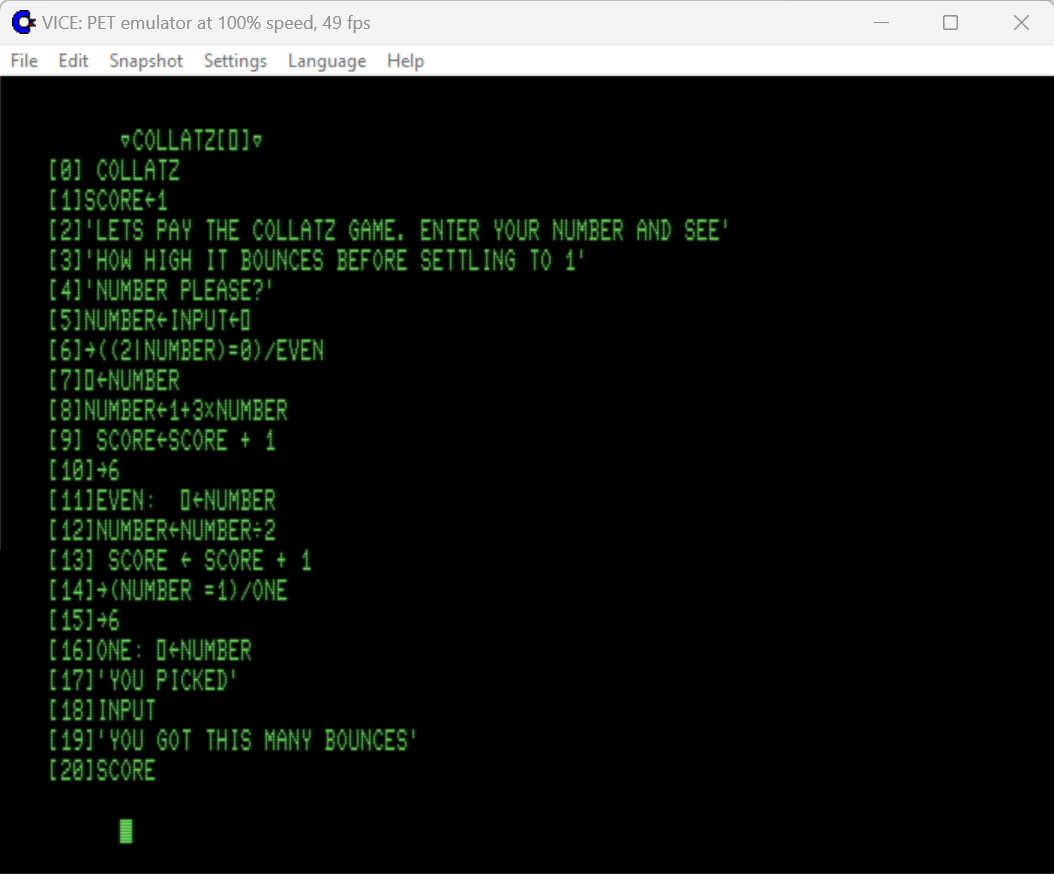 VICE: PET emulator at 100% speed, 49 fps
File Edit Snapshot Settings Language Help
∇COLLATZ[⎕]∇
[0] COLLATZ
[1]SCORE←1
[2]'LETS PAY THE COLLATZ GAME. ENTER YOUR NUMBER AND SEE'
[3]'HOW HIGH IT BOUNCES BEFORE SETTLING TO 1'
[4]'NUMBER PLEASE?'
[5]NUMBER←INPUT←⎕
[6]→((2|NUMBER)=0)/EVEN
[7]⎕←NUMBER
[8]NUMBER←1+3×NUMBER
[9] SCORE←SCORE + 1
[10]→6
[11]EVEN:  ⎕←NUMBER
[12]NUMBER←NUMBER÷2
[13] SCORE ← SCORE + 1
[14]→(NUMBER =1)/ONE
[15]→6
[16]ONE: ⎕←NUMBER
[17]'YOU PICKED'
[18]INPUT
[19]'YOU GOT THIS MANY BOUNCES'
[20]SCORE